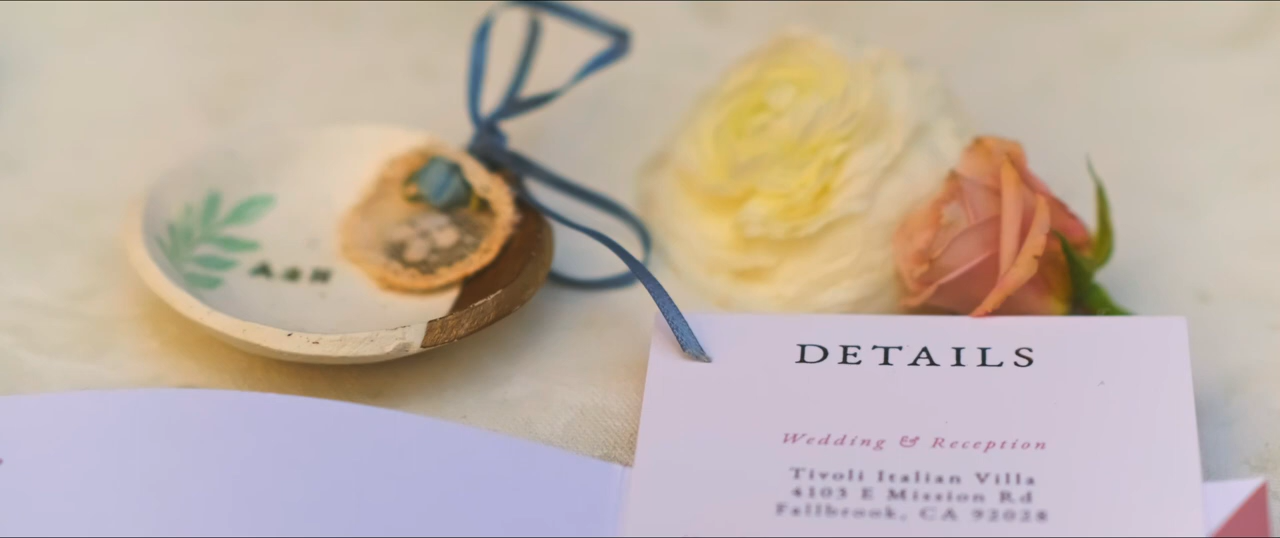 DETAILS
Wedding & Reception
Tivoli Italian Villa
4103 E Mission Rd
Fallbrook, CA 92028